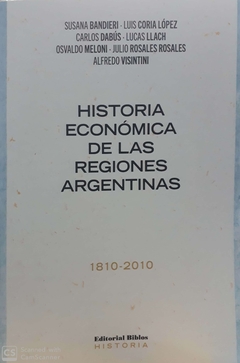 SUSANA BANDIERI · LUIS CORIA LÓPEZ
CARLOS DABÚS · LUCAS LLACH
OSVALDO MELONI · JULIO ROSALES ROSALES
ALFREDO VISINTINI
HISTORIA
ECONÓMICA
DE LAS
REGIONES
ARGENTINAS
1810-2010
Editorial Biblos
HISTORIA
CS